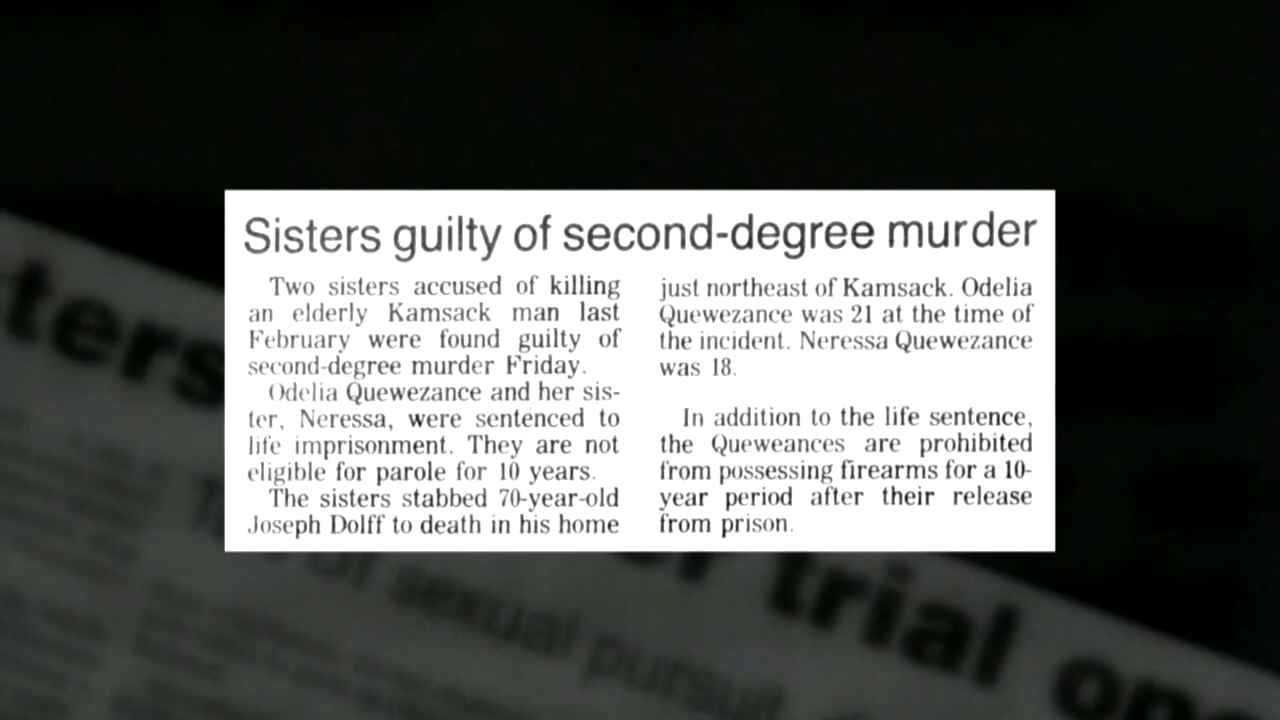 Sisters guilty of second-degree murder
Two sisters accused of killing
an elderly Kamsack man last
February were found guilty of
second-degree murder Friday.
Odelia Quewezance and her sis-
ter, Neressa, were sentenced to
life imprisonment. They are not
eligible for parole for 10 years.
The sisters stabbed 70-year-old
Joseph Dolff to death in his home
just northeast of Kamsack. Odelia
Quewezance was 21 at the time of
the incident. Neressa Quewezance
was 18.
In addition to the life sentence,
the Queweances are prohibited
from possessing firearms for a 10-
year period after their release
from prison.
ters
trial
of sexual pursuit